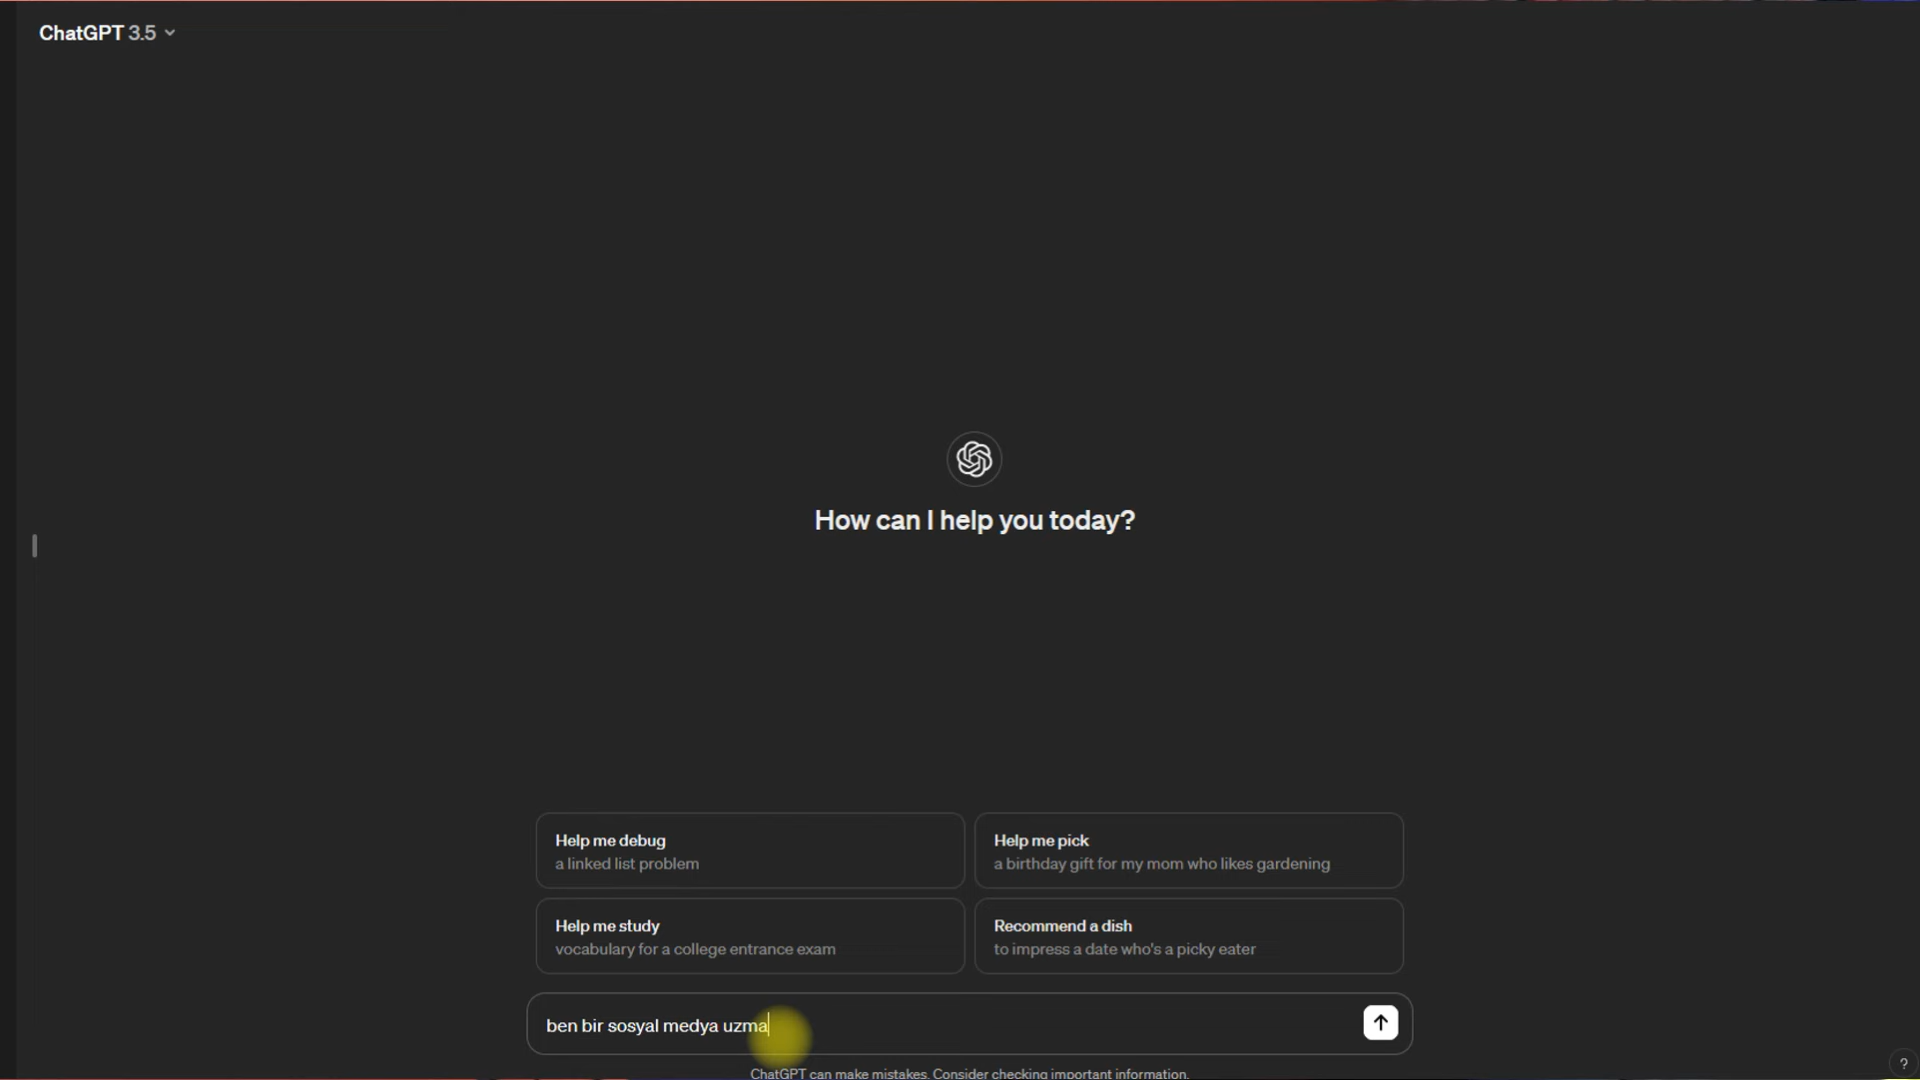 ChatGPT 3.5
How can I help you today?
Help me debug
a linked list problem
Help me pick
a birthday gift for my mom who likes gardening
Help me study
vocabulary for a college entrance exam
Recommend a dish
to impress a date who's a picky eater
ben bir sosyal medya uzma
ChatGPT can make mistakes. Consider checking important information.
?